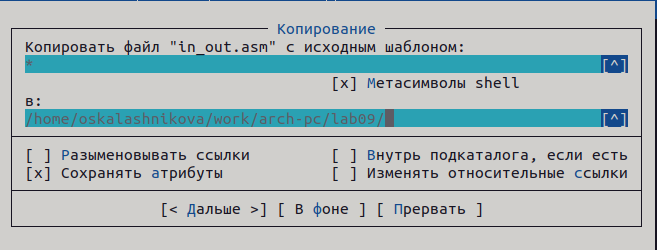 Копирование
Копировать файл "in_out.asm" с исходным шаблоном:
* [^]
[x] Метасимволы shell
в:
/home/oskalashnikova/work/arch-pc/lab09/ [^]
[ ] Разыменовывать ссылки [ ] Внутрь подкаталога, если есть
[x] Сохранять атрибуты [ ] Изменять относительные ссылки
[< Дальше >] [ В фоне ] [ Прервать ]